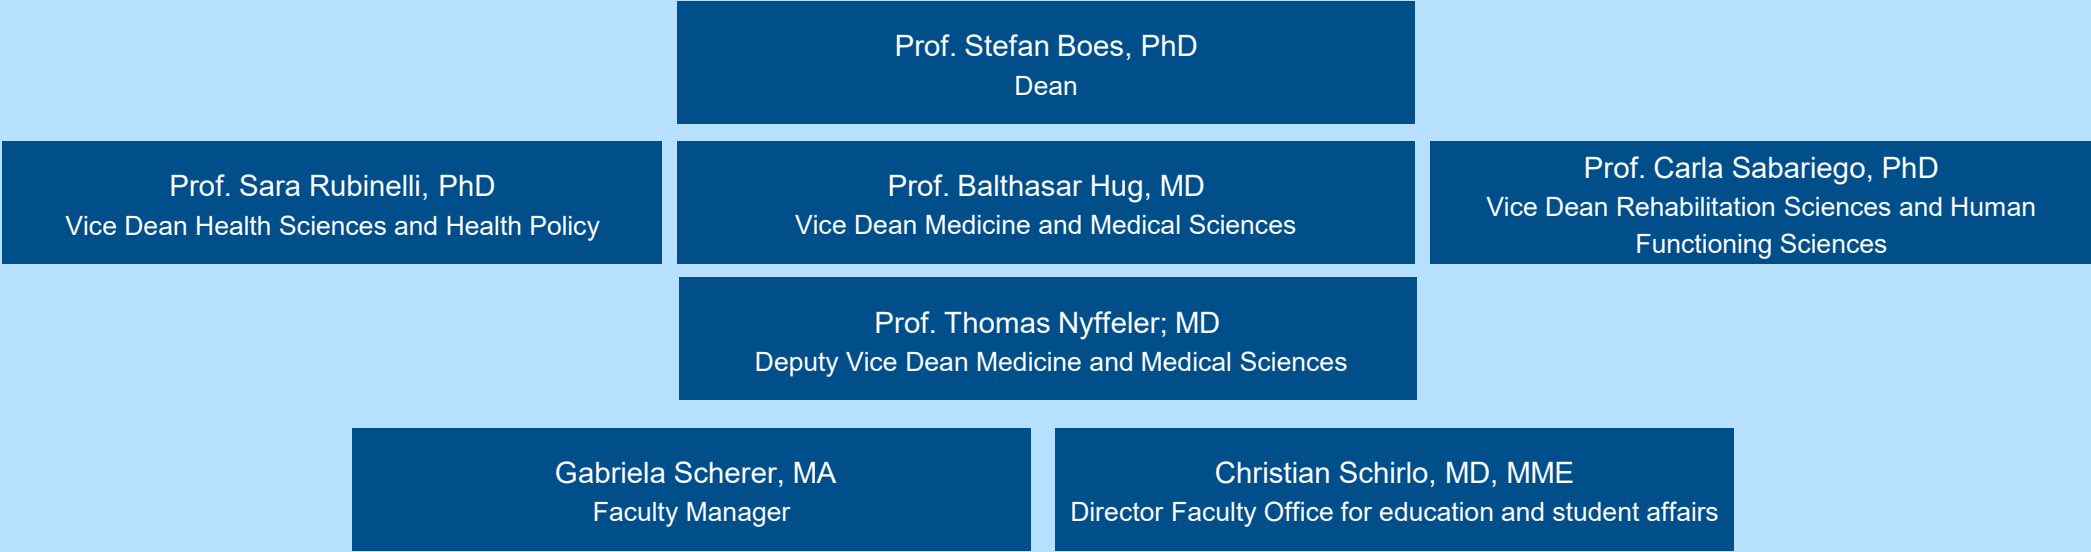 Prof. Stefan Boes, PhD
Dean
Prof. Sara Rubinelli, PhD
Vice Dean Health Sciences and Health Policy
Prof. Balthasar Hug, MD
Vice Dean Medicine and Medical Sciences
Prof. Carla Sabariego, PhD
Vice Dean Rehabilitation Sciences and Human
Functioning Sciences
Prof. Thomas Nyffeler; MD
Deputy Vice Dean Medicine and Medical Sciences
Gabriela Scherer, MA
Faculty Manager
Christian Schirlo, MD, MME
Director Faculty Office for education and student affairs